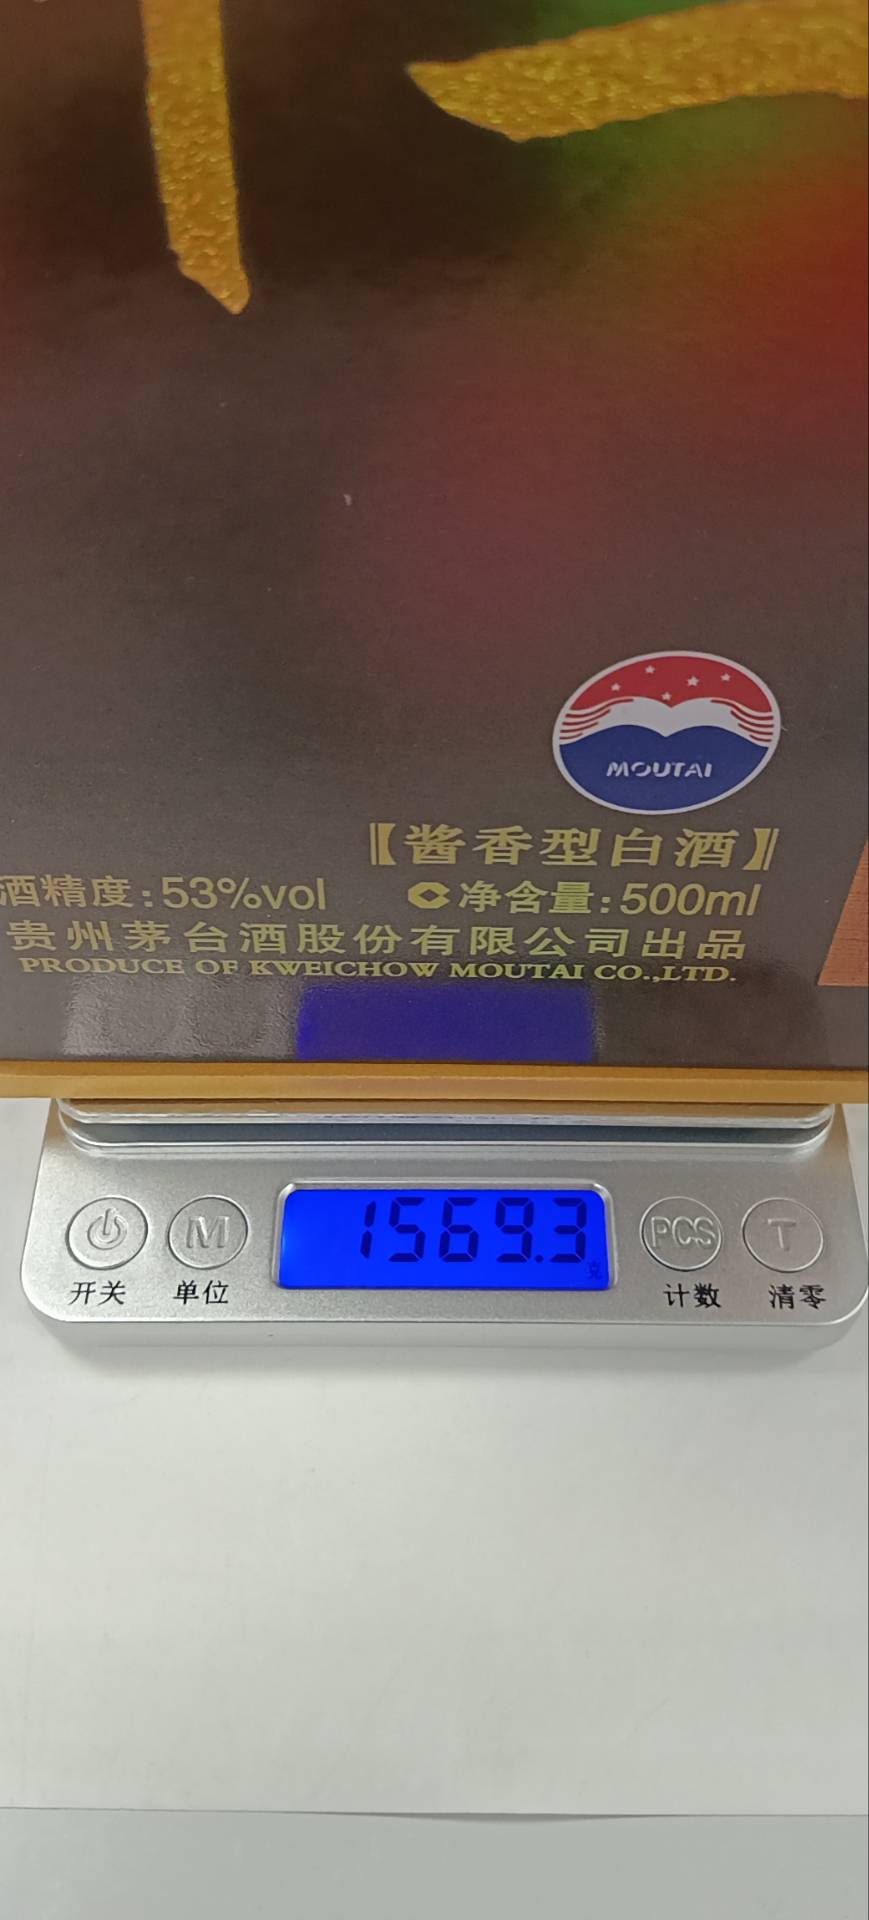 MOUTAI
【酱香型白酒】
酒精度:53%vol ◆净含量:500ml
贵州茅台酒股份有限公司出品
PRODUCE OF KWEICHOW MOUTAI CO.,LTD.
1569.3
克
M PCS T
开关 单位 计数 清零